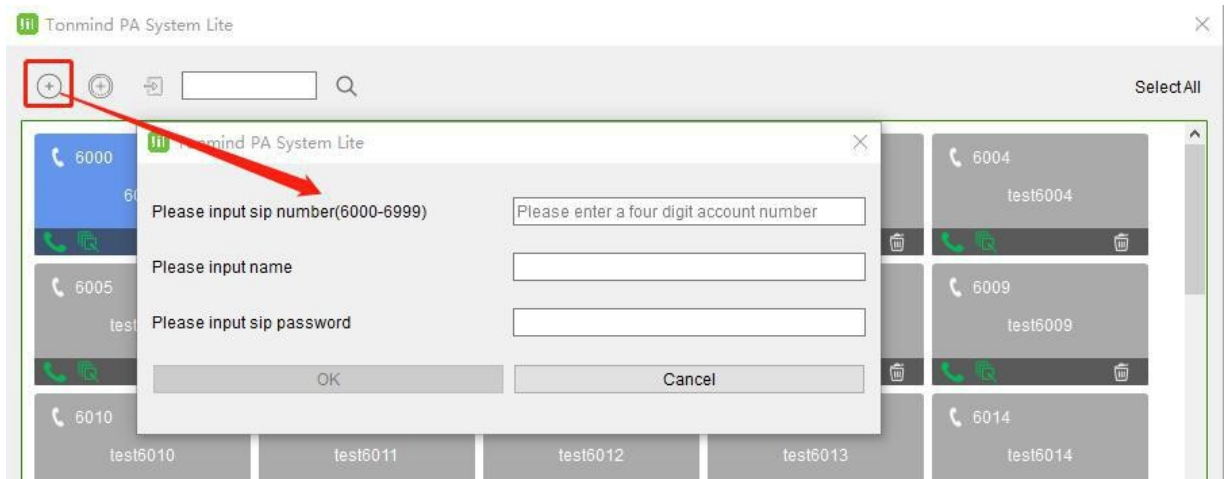 Tonmind PA System Lite
Select All
6000
Tonmind PA System Lite
6004
test6004
Please input sip number(6000-6999)
Please enter a four digit account number
Please input name
6005
6009
test
Please input sip password
test6009
OK
Cancel
6010
6014
test6010
test6011
test6012
test6013
test6014